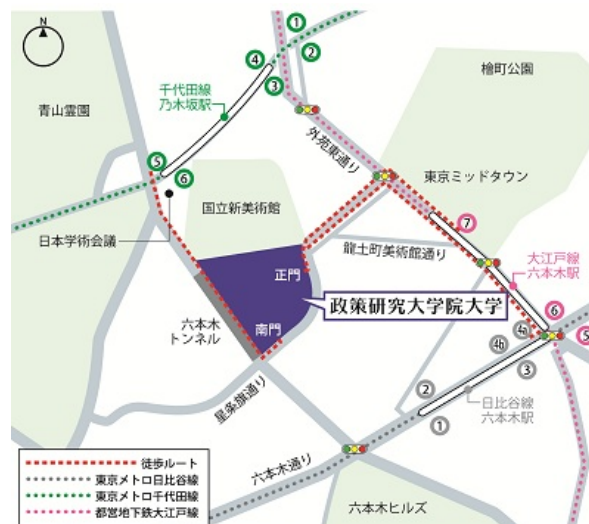 N
①
②
④
③
檜町公園
青山霊園
千代田線
乃木坂駅
外苑東通り
⑤
⑥
国立新美術館
東京ミッドタウン
日本学術会議
⑦
龍土町美術館通り
大江戸線
六本木駅
正門
政策研究大学院大学
六本木
トンネル
南門
⑥
4a
4b
⑤
③
②
①
日比谷線
六本木駅
星条旗通り
六本木通り
六本木ヒルズ
徒歩ルート
東京メトロ日比谷線
東京メトロ千代田線
都営地下鉄大江戸線